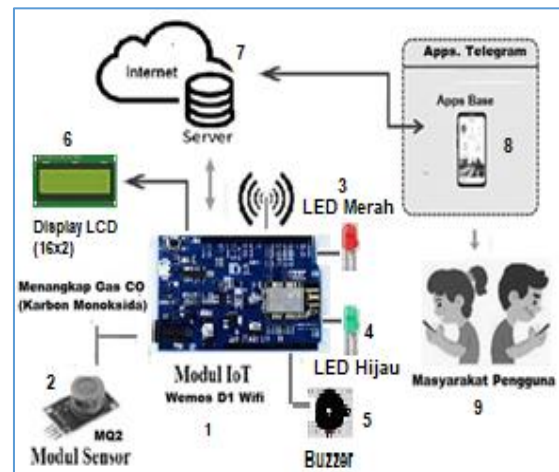 7
Internet
Server
Apps. Telegram
Apps Base
8
6
Display LCD
(16x2)
3
LED Merah
Menangkap Gas CO
(Karbon Monoksida)
4
LED Hijau
2
MQ2
Modul Sensor
Modul IoT
Wemos D1 Wifi
1
5
Buzzer
Masyarakat Pengguna
9